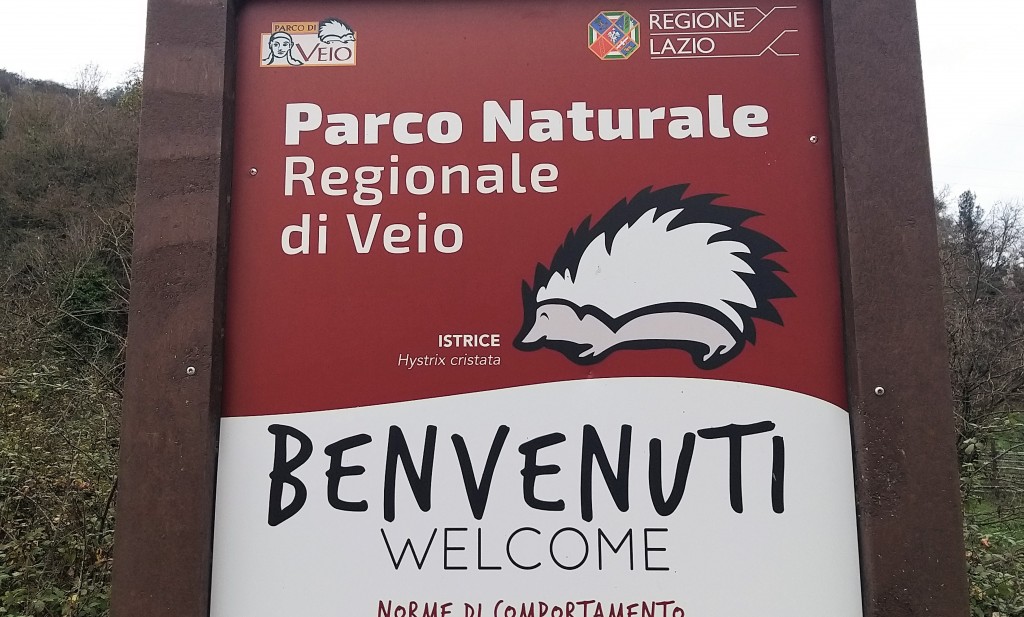 PARCO DI
VEIO
REGIONE
LAZIO
Parco Naturale
Regionale
di Veio
ISTRICE
Hystrix cristata
BENVENUTI
WELCOME
NORME DI COMPORTAMENTO